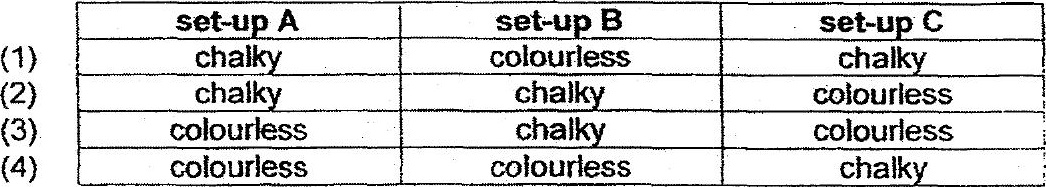 set-up A set-up B set-up C
(1) chalky colourless chalky
(2) chalky chalky colourless
(3) colourless chalky colourless
(4) colourless colourless chalky